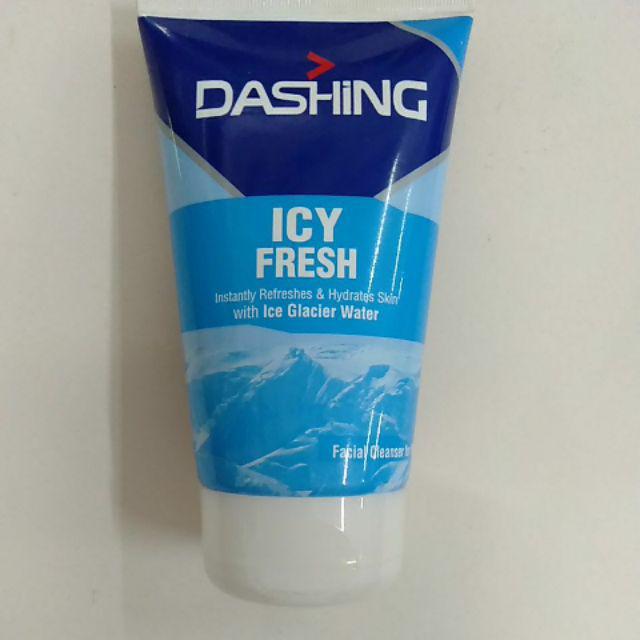 DASHiNG
ICY
FRESH
Instantly Refreshes & Hydrates Skin
with Ice Glacier Water
Facial Cleanser